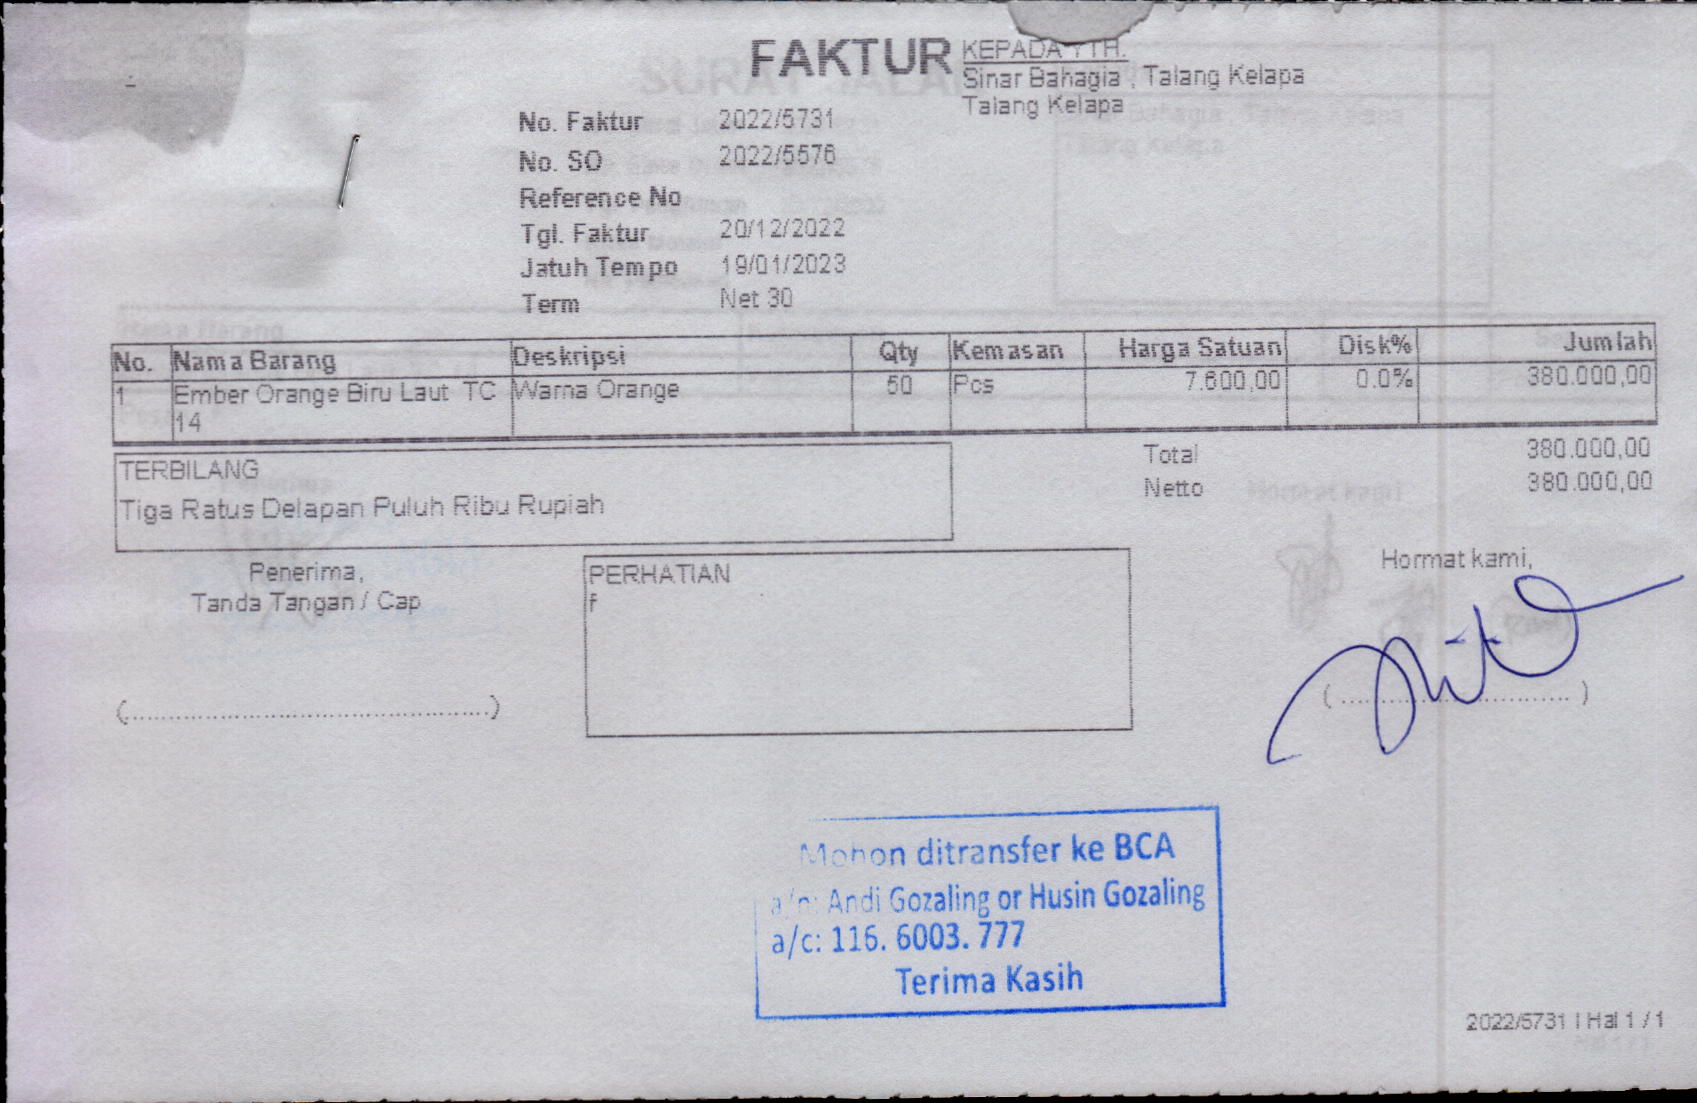 FAKTUR
KEPADA YTH.
Sinar Bahagia , Talang Kelapa
Talang Kelapa
No. Faktur 2022/5731
No. SO 2022/5576
Reference No
Tgl. Faktur 20/12/2022
Jatuh Tempo 19/01/2023
Term Net 30
No. Nama Barang Deskripsi Qty Kemasan Harga Satuan Disk% Jumlah
1 Ember Orange Biru Laut TC Warna Orange 50 Pcs 7.600,00 0.0% 380.000,00
14
TERBILANG
Tiga Ratus Delapan Puluh Ribu Rupiah
Total 380.000,00
Netto 380.000,00
Penerima,
Tanda Tangan / Cap
(................................................)
PERHATIAN
f
Hormat kami,
(..............................)
Mohon ditransfer ke BCA
a/n: Andi Gozaling or Husin Gozaling
a/c: 116. 6003. 777
Terima Kasih
2022/5731 | Hal 1 / 1